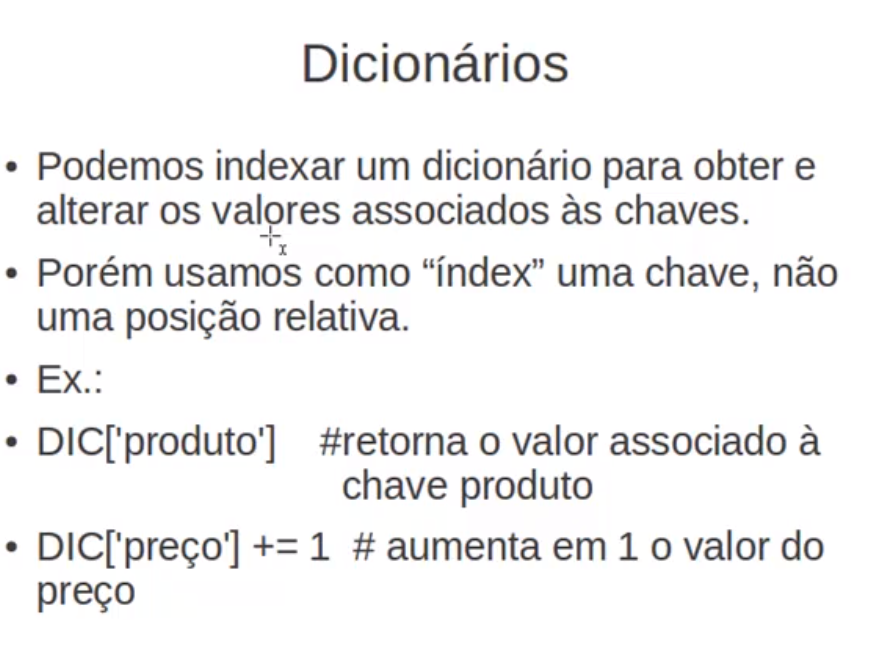 Dicionários
• Podemos indexar um dicionário para obter e
alterar os valores associados às chaves.
• Porém usamos como “índex” uma chave, não
uma posição relativa.
• Ex.:
• DIC['produto'] #retorna o valor associado à
chave produto
• DIC['preço'] += 1 # aumenta em 1 o valor do
preço